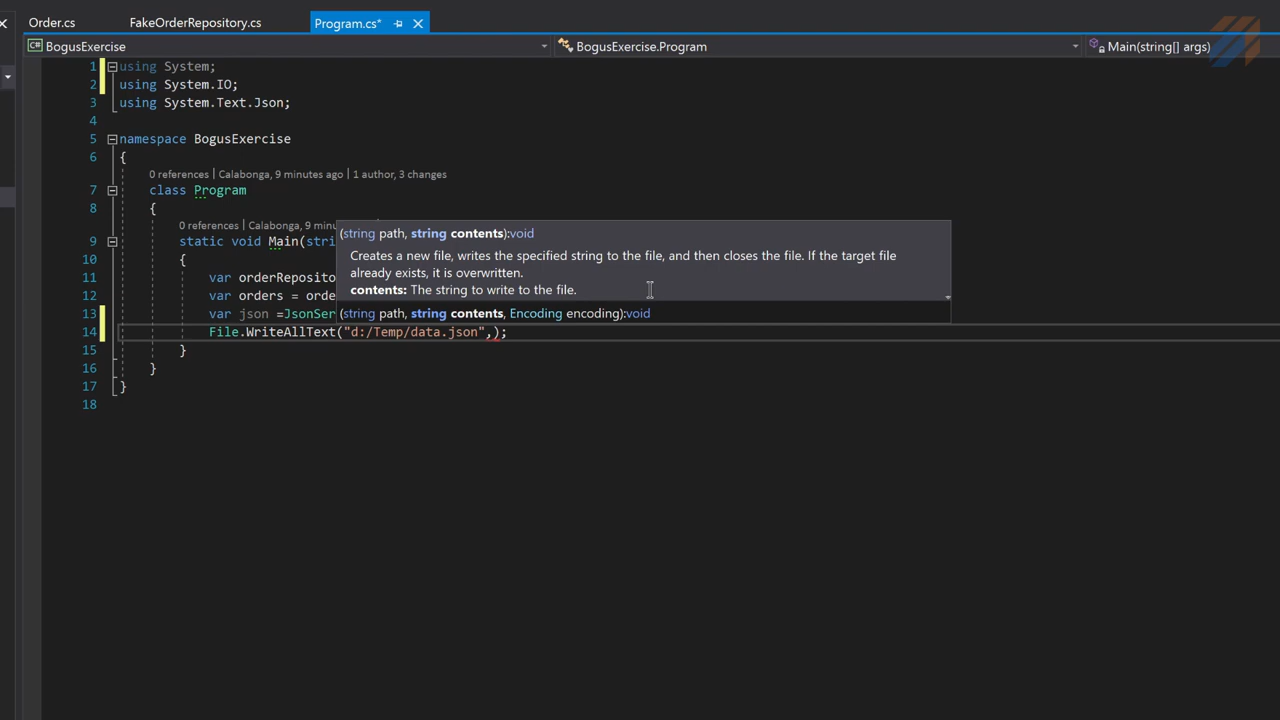 Order.cs FakeOrderRepository.cs Program.cs*
C# BogusExercise BogusExercise.Program Main(string[] args)
1 using System;
2 using System.IO;
3 using System.Text.Json;
4
5 namespace BogusExercise
6 {
0 references | Calabonga, 9 minutes ago | 1 author, 3 changes
7 class Program
8 {
0 references | Calabonga, 9
9 static void Main(
(string path, string contents):void
Creates a new file, writes the specified string to the file, and then closes the file. If the target file
already exists, it is overwritten.
contents: The string to write to the file.
(string path, string contents, Encoding encoding):void
10 {
11 var orderReposito
12 var orders = orde
13 var json =JsonSer
14 File.WriteAllText("d:/Temp/data.json",);
15 }
16 }
17 }
18